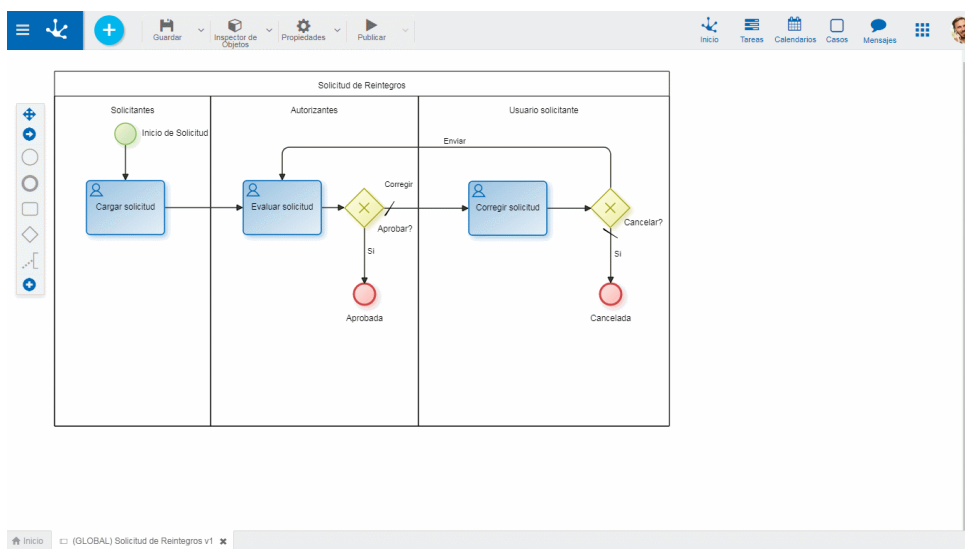 Guardar
Inspector de
Objetos
Propiedades
Publicar
Inicio
Tareas
Calendarios
Casos
Mensajes
Solicitud de Reintegros
Solicitantes
Autorizantes
Usuario solicitante
Inicio de Solicitud
Enviar
Cargar solicitud
Evaluar solicitud
Corregir
Aprobar?
Corregir solicitud
Cancelar?
Si
Si
Aprobada
Cancelada
Inicio
(GLOBAL) Solicitud de Reintegros v1